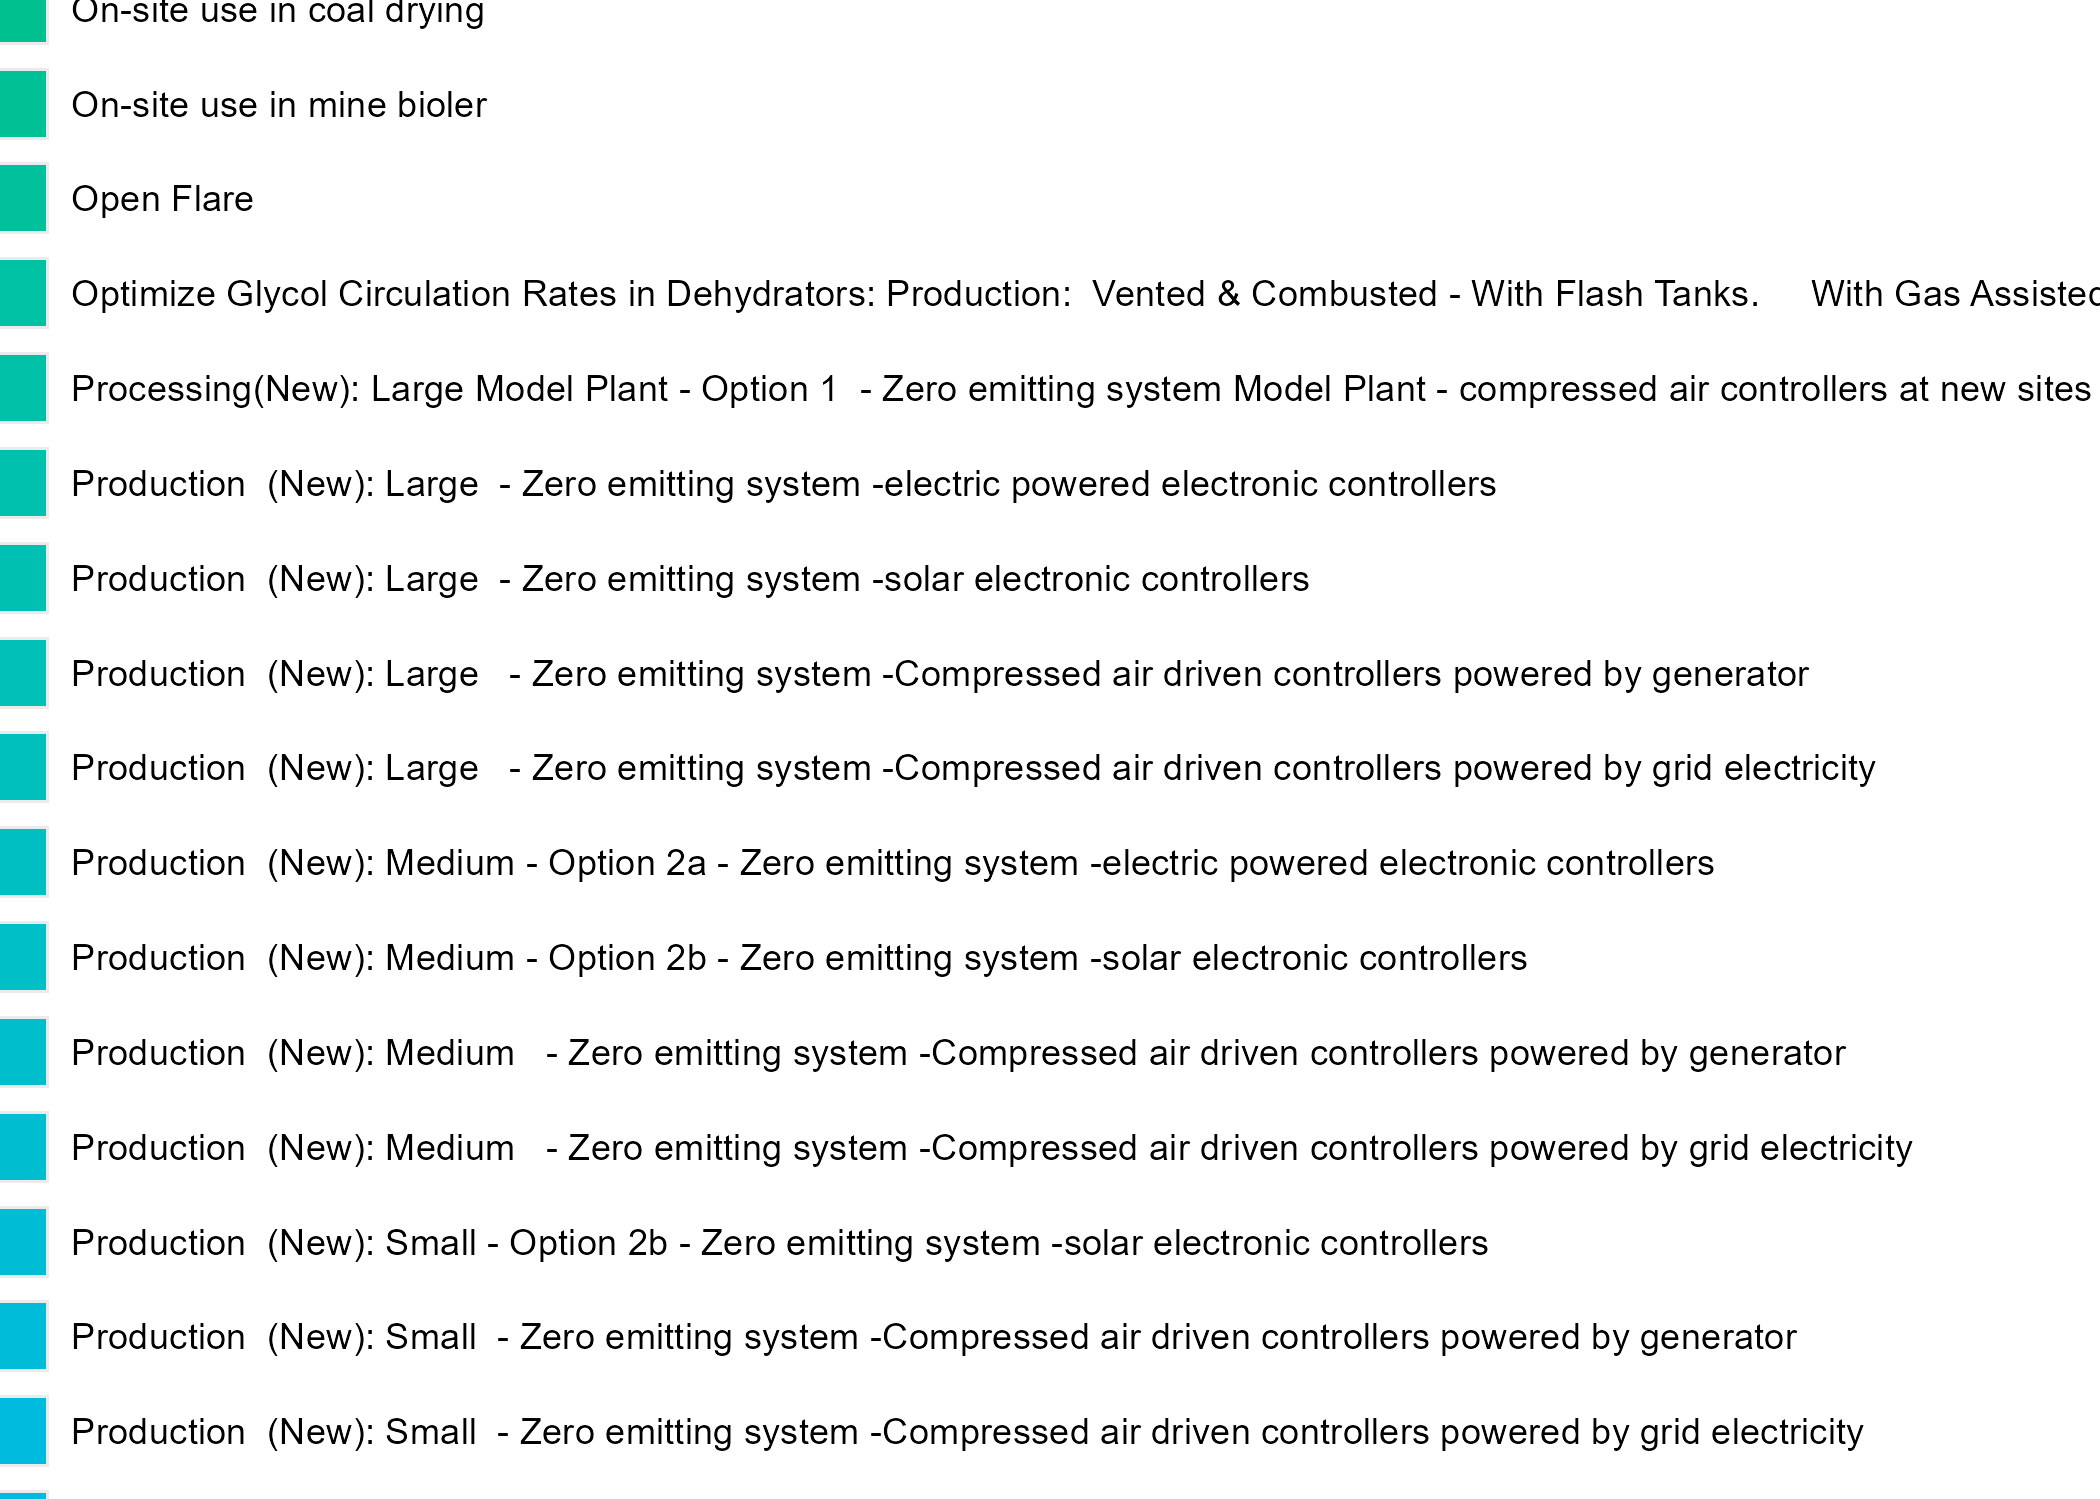 On-site use in coal drying
On-site use in mine bioler
Open Flare
Optimize Glycol Circulation Rates in Dehydrators: Production:  Vented & Combusted - With Flash Tanks.     With Gas Assisted
Processing(New): Large Model Plant - Option 1  - Zero emitting system Model Plant - compressed air controllers at new sites
Production  (New): Large  - Zero emitting system -electric powered electronic controllers
Production  (New): Large  - Zero emitting system -solar electronic controllers
Production  (New): Large   - Zero emitting system -Compressed air driven controllers powered by generator
Production  (New): Large   - Zero emitting system -Compressed air driven controllers powered by grid electricity
Production  (New): Medium - Option 2a - Zero emitting system -electric powered electronic controllers
Production  (New): Medium - Option 2b - Zero emitting system -solar electronic controllers
Production  (New): Medium   - Zero emitting system -Compressed air driven controllers powered by generator
Production  (New): Medium   - Zero emitting system -Compressed air driven controllers powered by grid electricity
Production  (New): Small - Option 2b - Zero emitting system -solar electronic controllers
Production  (New): Small  - Zero emitting system -Compressed air driven controllers powered by generator
Production  (New): Small  - Zero emitting system -Compressed air driven controllers powered by grid electricity